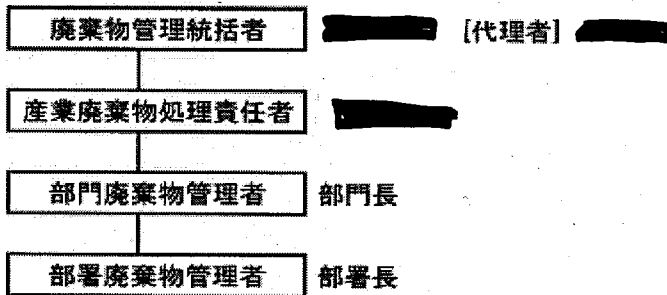 廃棄物管理統括者 [代理者]
産業廃棄物処理責任者
部門廃棄物管理者 部門長
部署廃棄物管理者 部署長